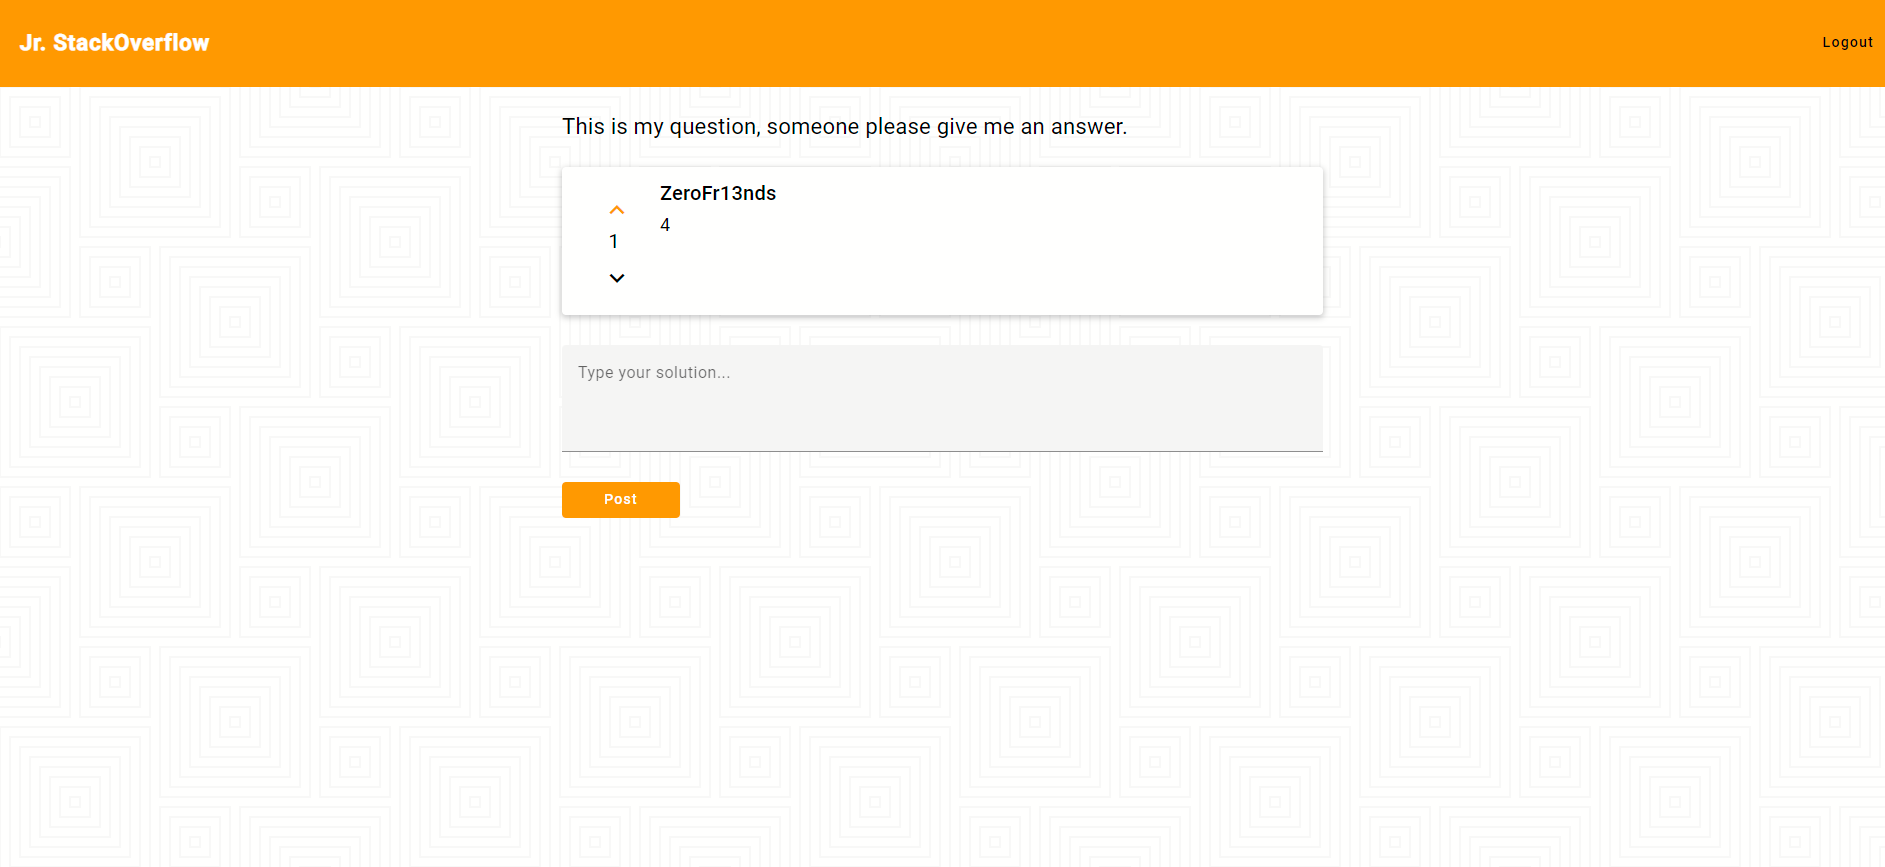 Jr. StackOverflow
Logout
This is my question, someone please give me an answer.
ZeroFr13nds
4
1
Type your solution...
Post